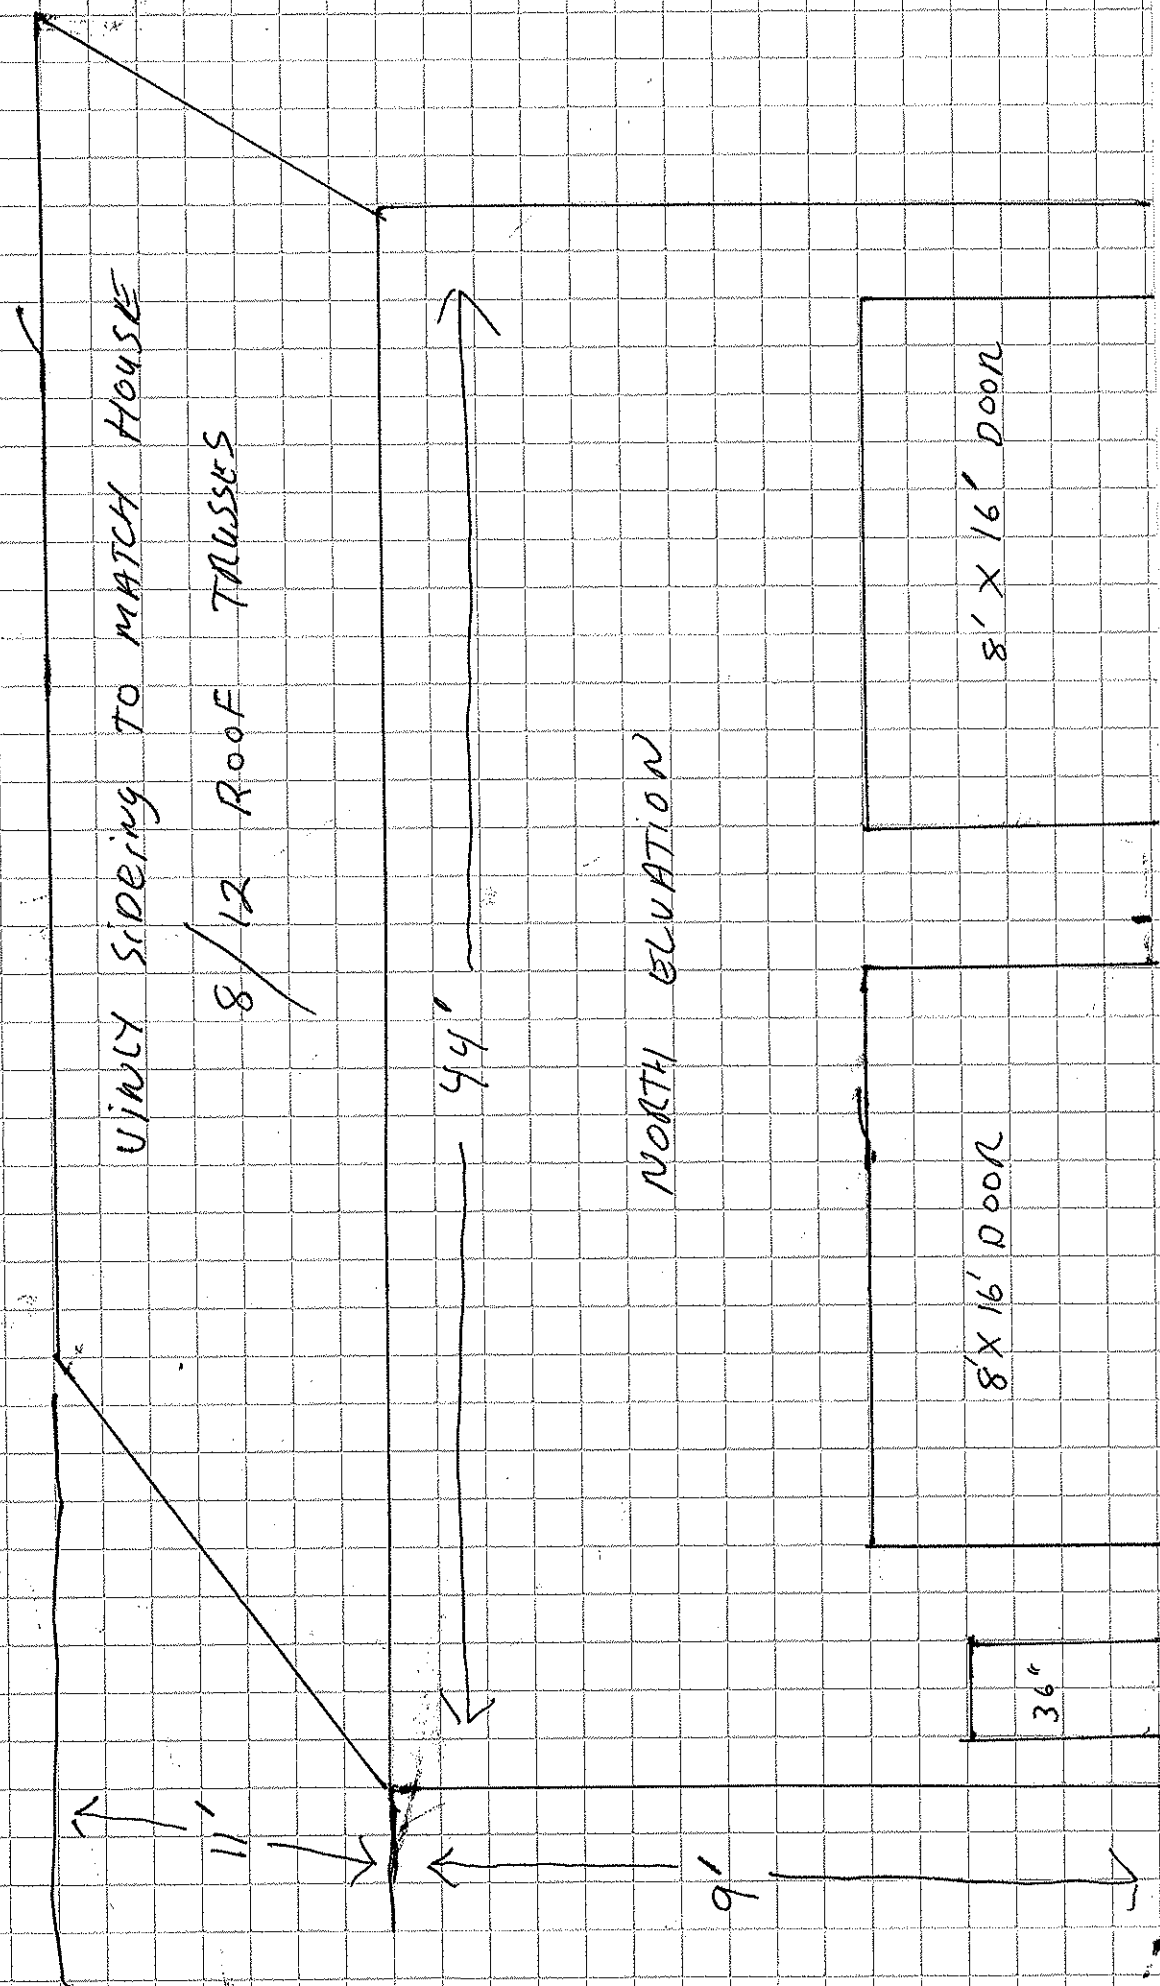 VINLY SiDEring TO MATCH HOUSE
8/12 ROOF TRUSSES
11'
44'
9'
NORTH ELVATION
8' X 16' DOOR
8' X 16' DOOR
36"